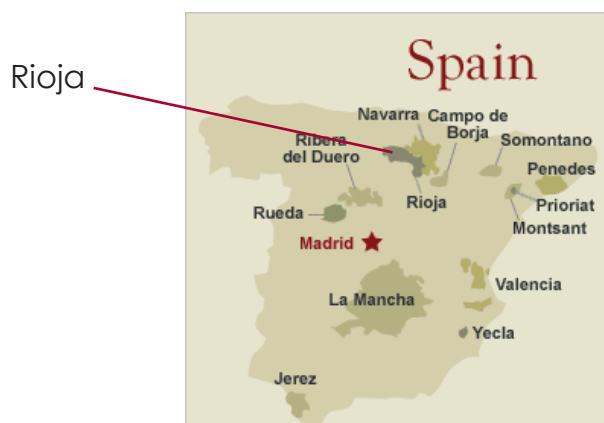 Spain
Rioja
Navarra
Campo de
Borja
Ribera
del Duero
Somontano
Penedes
Rioja
Prioriat
Montsant
Rueda
Madrid
Valencia
La Mancha
Yecla
Jerez